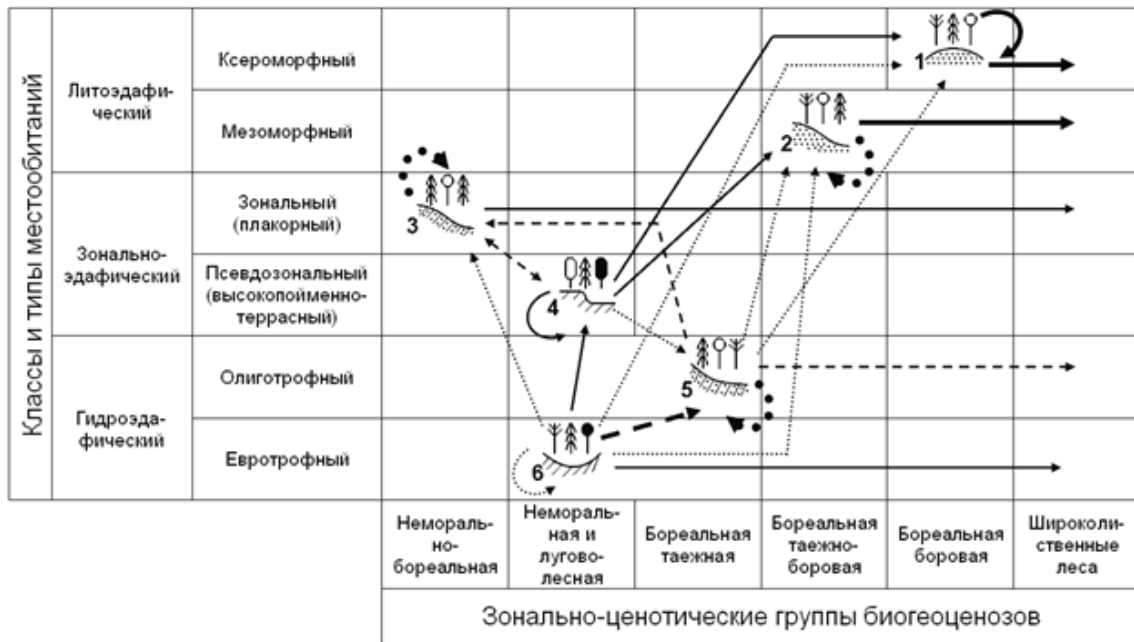 Классы и типы местообитаний
Литоэдафи-
ческий
Ксероморфный
1
Мезоморфный
2
Зонально-
эдафический
Зональный
(плакорный)
3
Псевдозональный
(высокопойменно-
террасный)
4
Гидроэда-
фический
Олиготрофный
5
Евротрофный
6
Немораль-
но-
бореальная
Немораль-
ная и
лугово-
лесная
Бореальная
таежная
Бореальная
таежно-
боровая
Бореальная
боровая
Широколи-
ственные
леса
Зонально-ценотические группы биогеоценозов